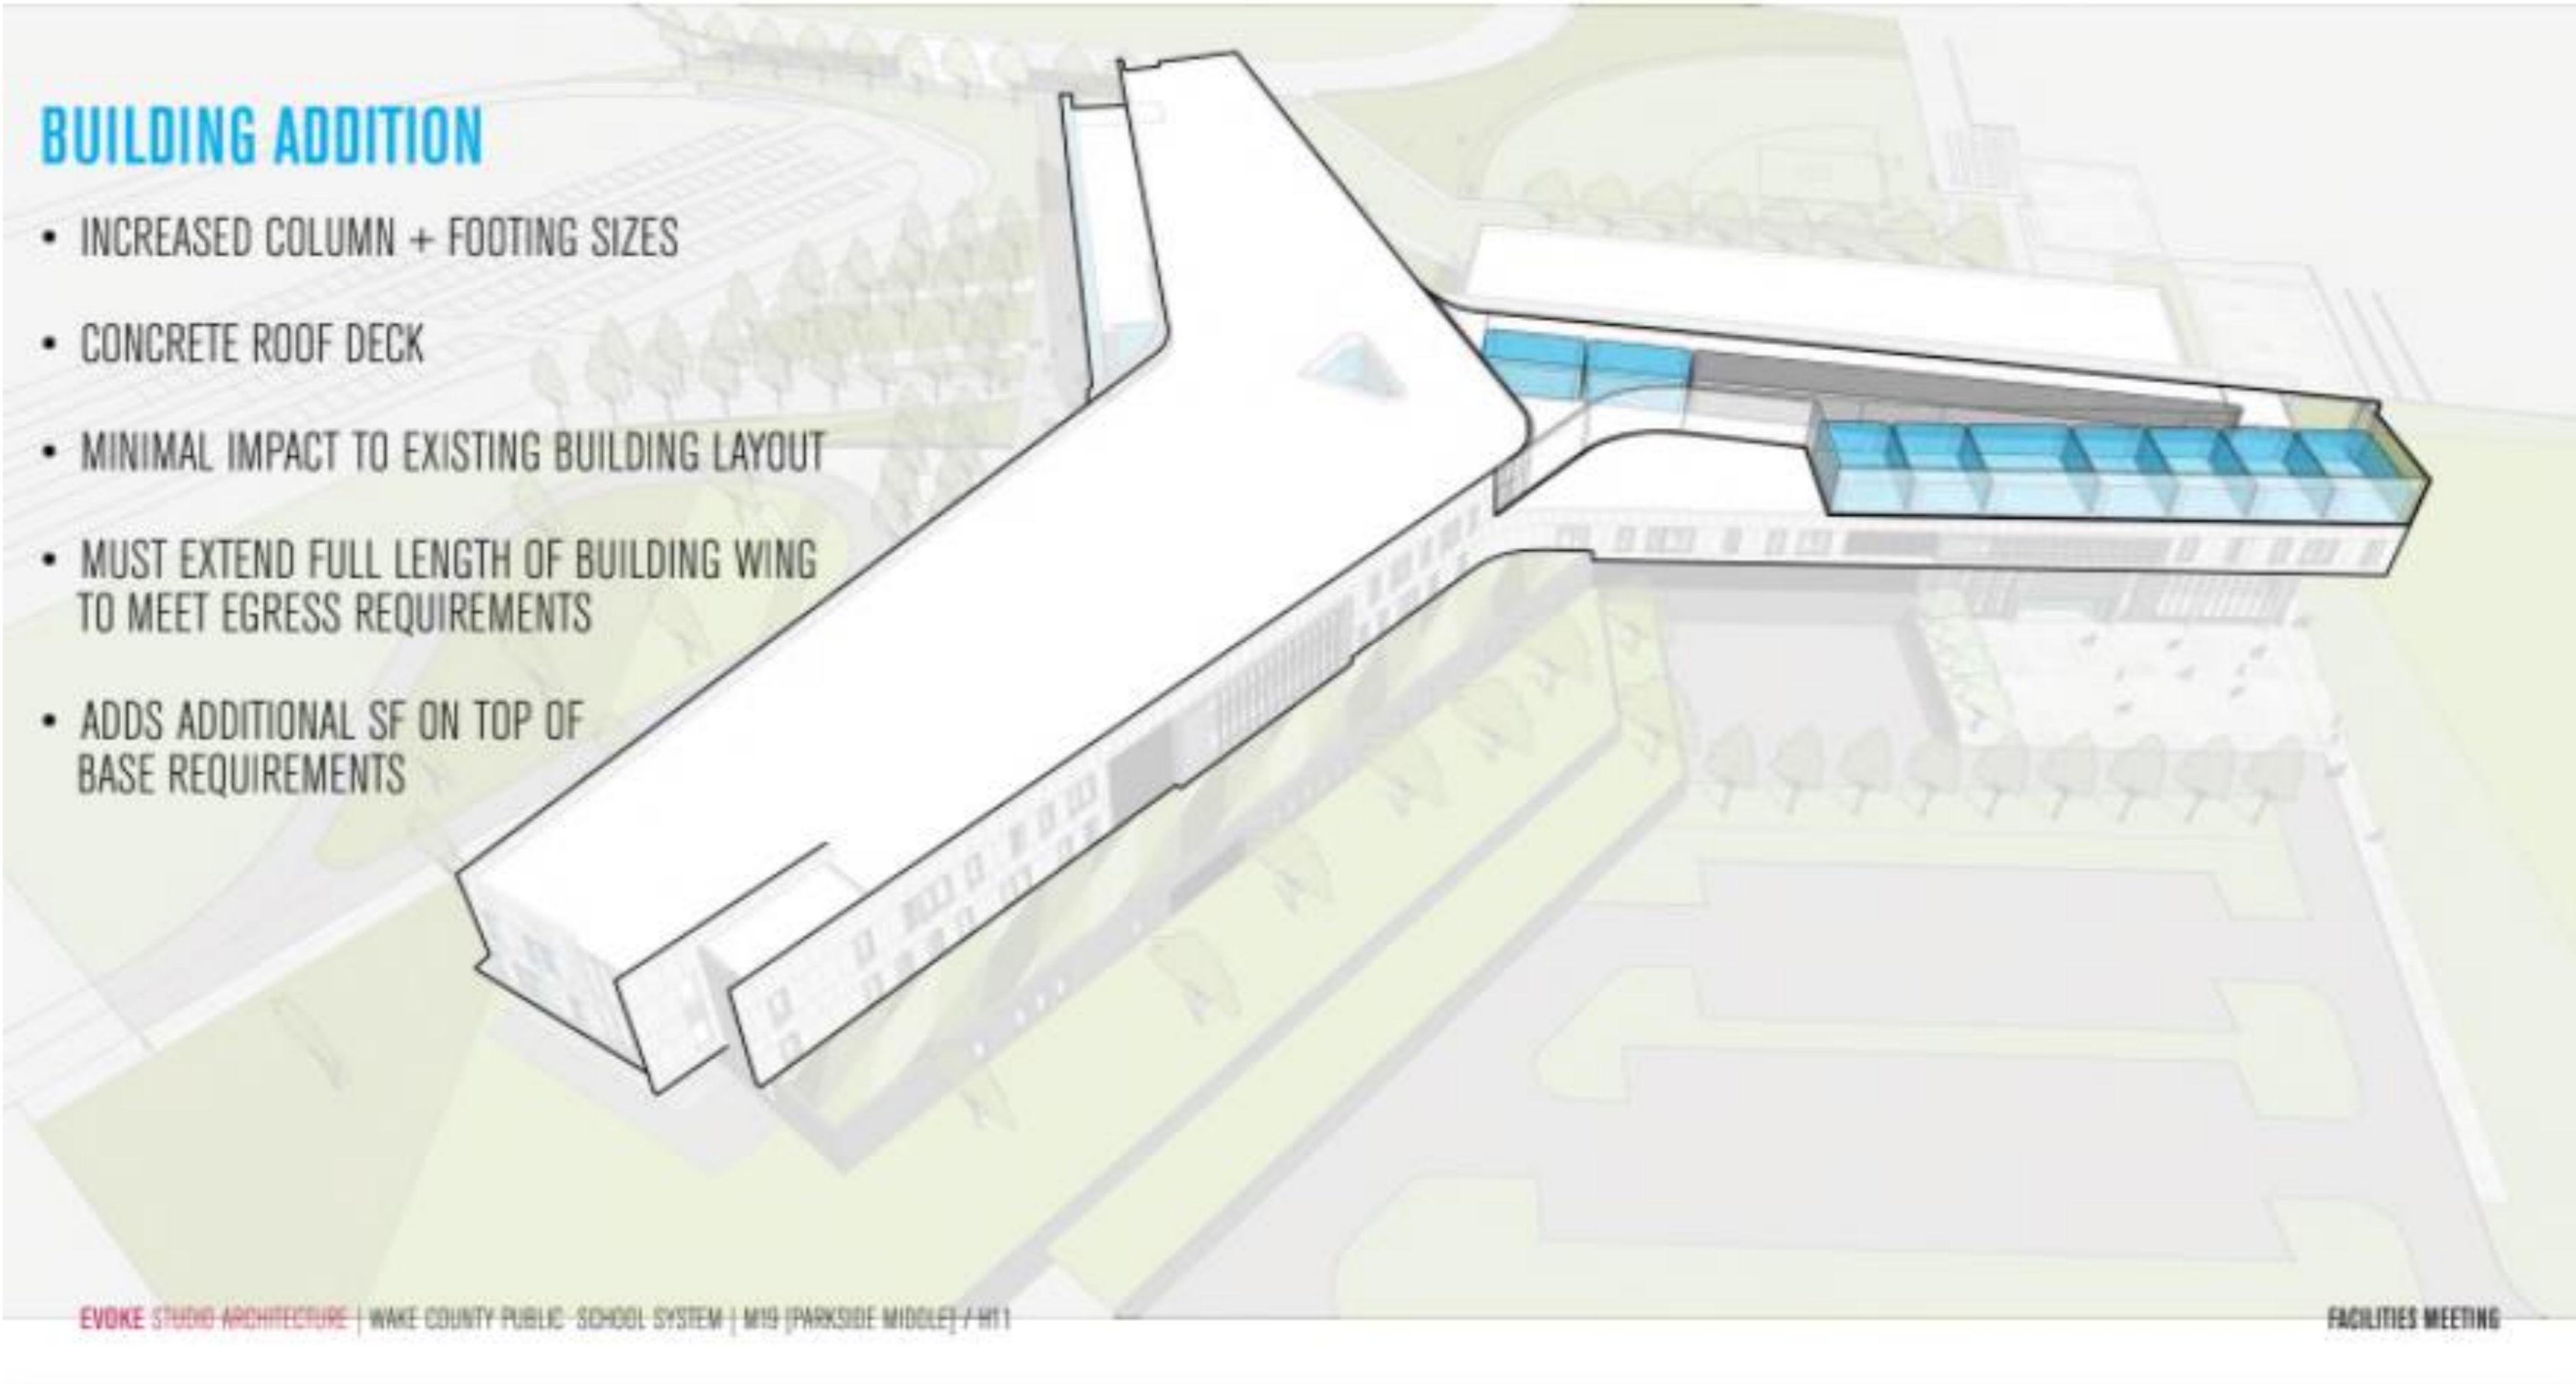 BUILDING ADDITION
• INCREASED COLUMN + FOOTING SIZES
• CONCRETE ROOF DECK
• MINIMAL IMPACT TO EXISTING BUILDING LAYOUT
• MUST EXTEND FULL LENGTH OF BUILDING WING
TO MEET EGRESS REQUIREMENTS
• ADDS ADDITIONAL SF ON TOP OF
BASE REQUIREMENTS
EVOKE STUDIO ARCHITECTURE | WAKE COUNTY PUBLIC SCHOOL SYSTEM | M19 [PARKSIDE MIDDLE] / H11
FACILITIES MEETING